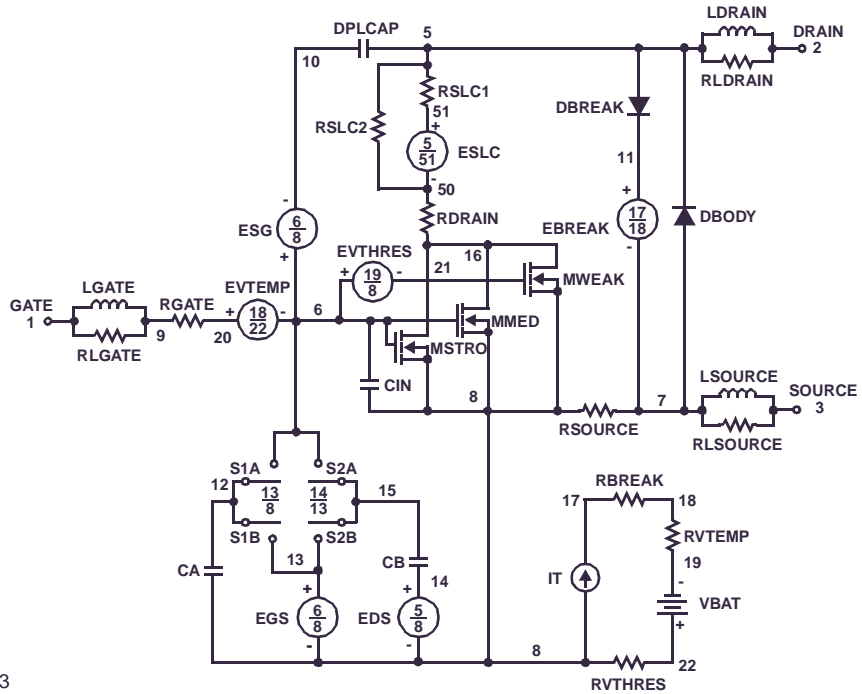 LDRAIN
DPLCAP 5 DRAIN
10 2
RLDRAIN
RSLC1
DBREAK
51
+
RSLC2
5
51
ESLC
11
-
50
- +
ESG 6
8
RDRAIN
EBREAK 17
18
DBODY
+
EVTHRES 16 -
+ 19
8
- 21
MWEAK
LGATE EVTEMP
GATE RGATE + 18
22
- 6
1
MMED
9 20
MSTRO
RLGATE
CIN
LSOURCE
8 7 SOURCE
3
RSOURCE
RLSOURCE
S1A S2A
12 13
8
14
13
15
RBREAK
17 18
S1B S2B
RVTEMP
13 CB 19
CA
IT
14 -
+ +
VBAT
EGS 6
8
EDS 5
8
+
- -
8
22
RVTHRES
3